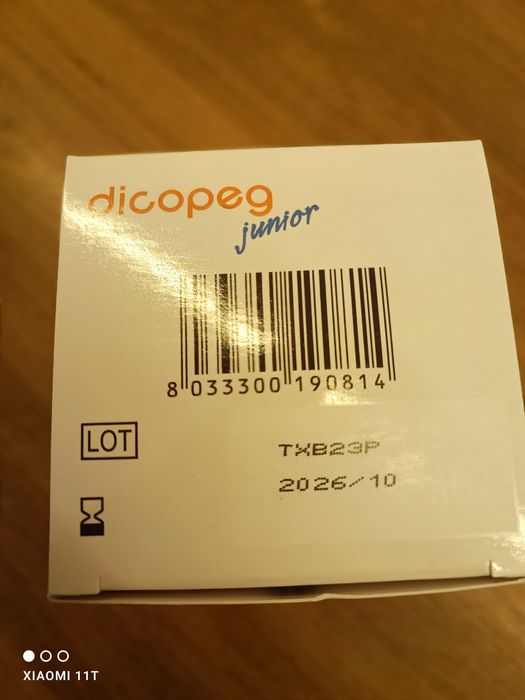 dicopeg
junior
8 033300 190814
LOT
TXB23P
2026/10
XIAOMI 11T